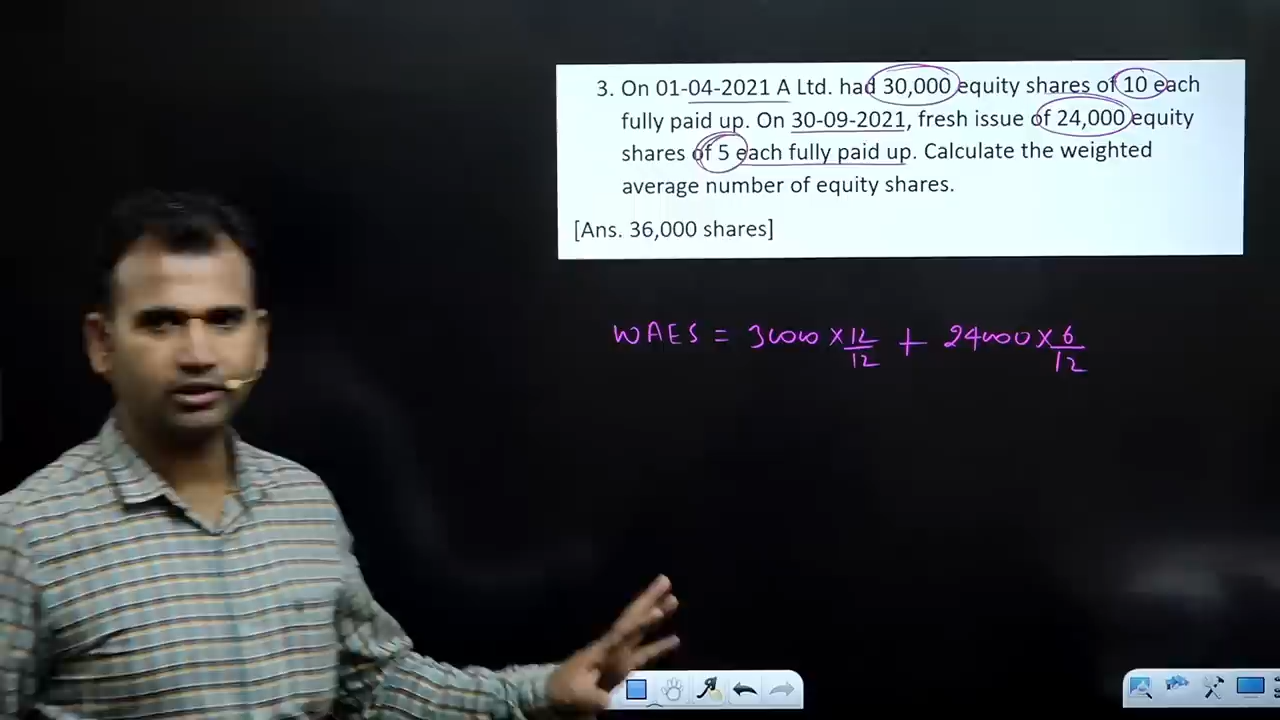 3. On 01-04-2021 A Ltd. had 30,000 equity shares of 10 each
fully paid up. On 30-09-2021, fresh issue of 24,000 equity
shares of 5 each fully paid up. Calculate the weighted
average number of equity shares.
[Ans. 36,000 shares]
WAES = 30000 × 12/12 + 24000 × 6/12